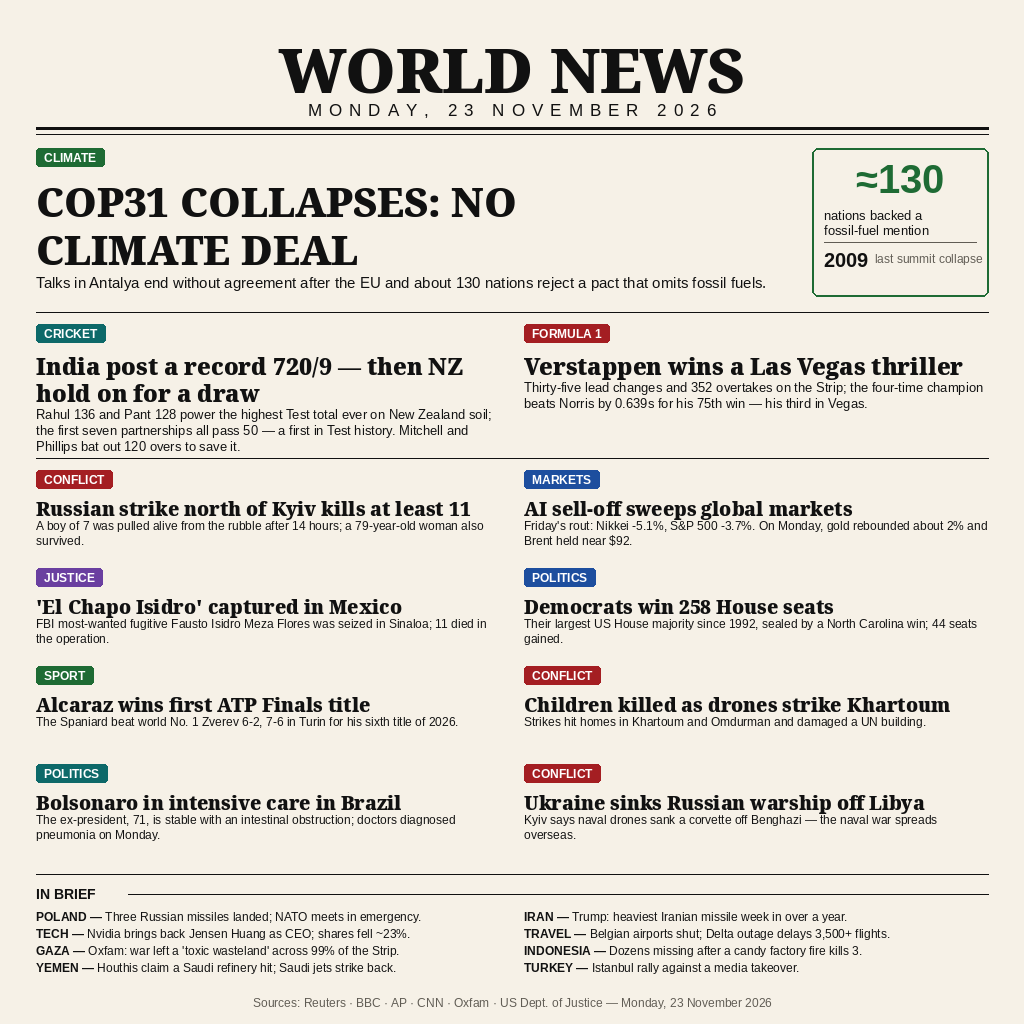 WORLD NEWS
MONDAY, 23 NOVEMBER 2026
CLIMATE
COP31 COLLAPSES: NO
CLIMATE DEAL
Talks in Antalya end without agreement after the EU and about 130 nations reject a pact that omits fossil fuels.
≈130
nations backed a
fossil-fuel mention
2009 last summit collapse
CRICKET
India post a record 720/9 — then NZ
hold on for a draw
Rahul 136 and Pant 128 power the highest Test total ever on New Zealand soil;
the first seven partnerships all pass 50 — a first in Test history. Mitchell and
Phillips bat out 120 overs to save it.
FORMULA 1
Verstappen wins a Las Vegas thriller
Thirty-five lead changes and 352 overtakes on the Strip; the four-time champion
beats Norris by 0.639s for his 75th win — his third in Vegas.
CONFLICT
Russian strike north of Kyiv kills at least 11
A boy of 7 was pulled alive from the rubble after 14 hours; a 79-year-old woman also
survived.
MARKETS
AI sell-off sweeps global markets
Friday's rout: Nikkei -5.1%, S&P 500 -3.7%. On Monday, gold rebounded about 2% and
Brent held near $92.
JUSTICE
'El Chapo Isidro' captured in Mexico
FBI most-wanted fugitive Fausto Isidro Meza Flores was seized in Sinaloa; 11 died in
the operation.
POLITICS
Democrats win 258 House seats
Their largest US House majority since 1992, sealed by a North Carolina win; 44 seats
gained.
SPORT
Alcaraz wins first ATP Finals title
The Spaniard beat world No. 1 Zverev 6-2, 7-6 in Turin for his sixth title of 2026.
CONFLICT
Children killed as drones strike Khartoum
Strikes hit homes in Khartoum and Omdurman and damaged a UN building.
POLITICS
Bolsonaro in intensive care in Brazil
The ex-president, 71, is stable with an intestinal obstruction; doctors diagnosed
pneumonia on Monday.
CONFLICT
Ukraine sinks Russian warship off Libya
Kyiv says naval drones sank a corvette off Benghazi — the naval war spreads
overseas.
IN BRIEF
POLAND — Three Russian missiles landed; NATO meets in emergency.
TECH — Nvidia brings back Jensen Huang as CEO; shares fell ~23%.
GAZA — Oxfam: war left a 'toxic wasteland' across 99% of the Strip.
YEMEN — Houthis claim a Saudi refinery hit; Saudi jets strike back.
IRAN — Trump: heaviest Iranian missile week in over a year.
TRAVEL — Belgian airports shut; Delta outage delays 3,500+ flights.
INDONESIA — Dozens missing after a candy factory fire kills 3.
TURKEY — Istanbul rally against a media takeover.
Sources: Reuters · BBC · AP · CNN · Oxfam · US Dept. of Justice — Monday, 23 November 2026